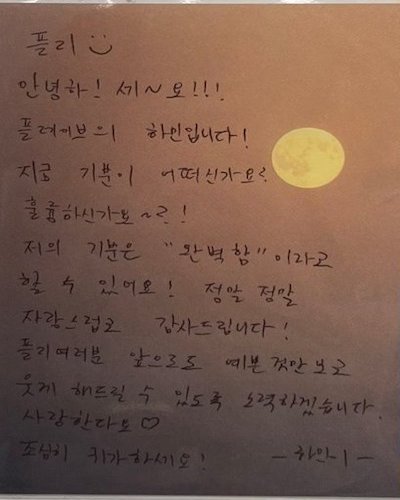 플리
안녕하! 세~요!!!
플레이브의 하민입니다!
지금 기분이 어떠신가요?
훌륭하신가요~?!
저의 기분은 "완벽함"이라고
할 수 있어요! 정말 정말
자랑스럽고 감사드립니다!
플리여러분 앞으로도 예쁜것만 보고
웃게 해드릴 수 있도록 노력하겠습니다.
사랑한다요♡
조심히 귀가하세요! -하민이-